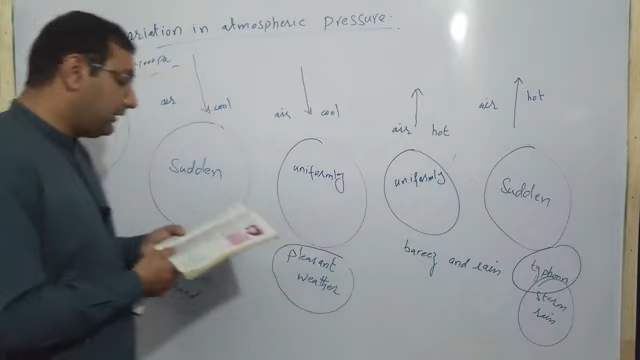 ariation in atmospheric pressure.
air cool
air cool
air hot
air hot
Sudden
uniformly
uniformly
Sudden
pleasant
weather
bareez and rain
typhoon
storm
rain